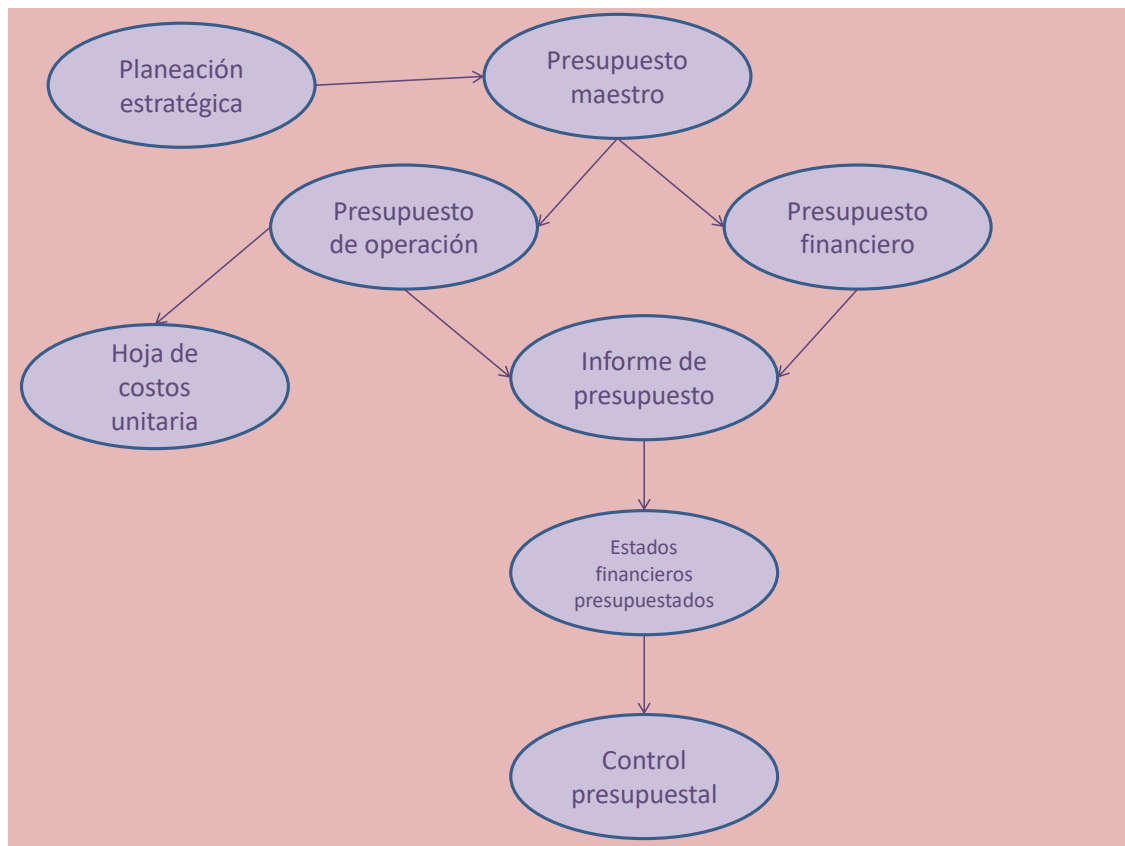 Planeación
estratégica
Presupuesto
maestro
Presupuesto
de operación
Presupuesto
financiero
Hoja de
costos
unitaria
Informe de
presupuesto
Estados
financieros
presupuestados
Control
presupuestal